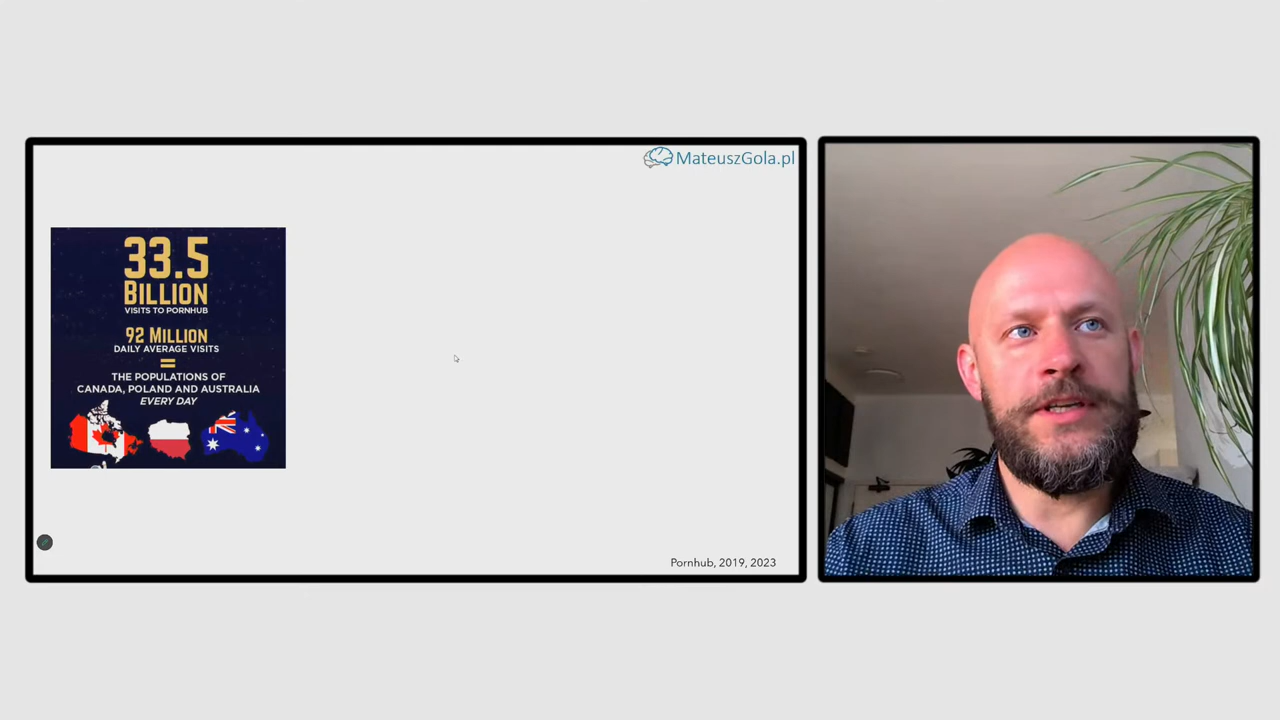 MateuszGola.pl
33.5
BILLION
VISITS TO PORNHUB
92 MILLION
DAILY AVERAGE VISITS
=
THE POPULATIONS OF
CANADA, POLAND AND AUSTRALIA
EVERY DAY
Pornhub, 2019, 2023